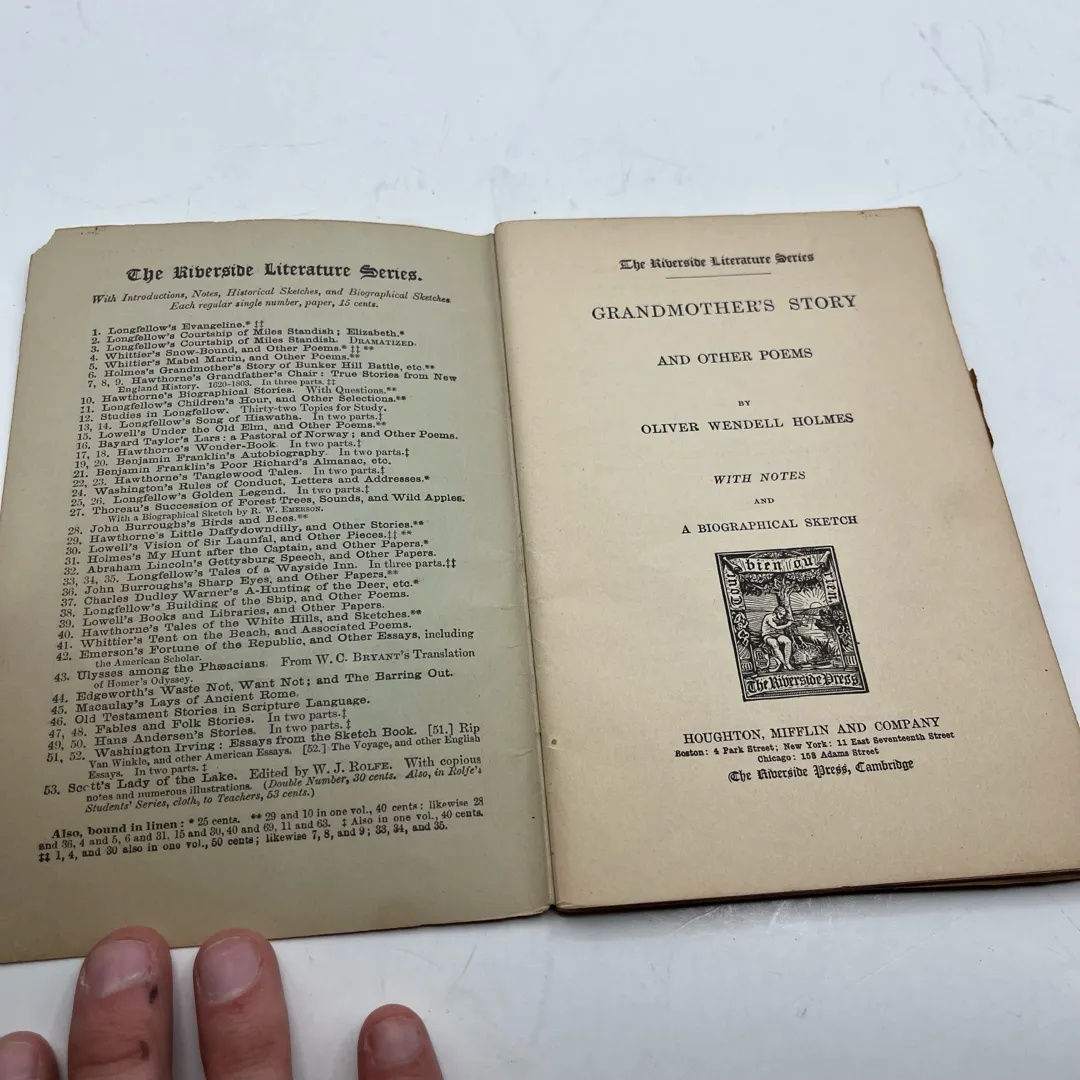 The Riverside Literature Series.
With Introductions, Notes, Historical Sketches, and Biographical Sketches
Each regular single number, paper, 15 cents.
1. Longfellow's Evangeline.* ‡‡
2. Longfellow's Courtship of Miles Standish; Elizabeth.*
3. Longfellow's Courtship of Miles Standish. DRAMATIZED.
4. Whittier's Snow-Bound, and Other Poems.* ‡‡ **
5. Whittier's Mabel Martin, and Other Poems.**
6. Holmes's Grandmother's Story of Bunker Hill Battle, etc.**
7, 8, 9. Hawthorne's Grandfather's Chair: True Stories from New
England History. 1620-1803. In three parts. ‡‡
10. Hawthorne's Biographical Stories. With Questions.**
11. Longfellow's Children's Hour, and Other Selections.**
12. Studies in Longfellow. Thirty-two Topics for Study.
13, 14. Longfellow's Song of Hiawatha. In two parts.‡
15. Lowell's Under the Old Elm, and Other Poems.**
16. Bayard Taylor's Lars: a Pastoral of Norway; and Other Poems.
17, 18. Hawthorne's Wonder-Book. In two parts.‡
19, 20. Benjamin Franklin's Autobiography. In two parts.‡
21. Benjamin Franklin's Poor Richard's Almanac, etc.
22, 23. Hawthorne's Tanglewood Tales. In two parts.‡
24. Washington's Rules of Conduct, Letters and Addresses.*
25, 26. Longfellow's Golden Legend. In two parts.‡
27. Thoreau's Succession of Forest Trees, Sounds, and Wild Apples.
With a Biographical Sketch by R. W. EMERSON.
28. John Burroughs's Birds and Bees.**
29. Hawthorne's Little Daffydowndilly, and Other Stories.**
30. Lowell's Vision of Sir Launfal, and Other Pieces.‡‡ **
31. Holmes's My Hunt after the Captain, and Other Papers.*
32. Abraham Lincoln's Gettysburg Speech, and Other Papers.
33, 34, 35. Longfellow's Tales of a Wayside Inn. In three parts.‡‡
36. John Burroughs's Sharp Eyes, and Other Papers.**
37. Charles Dudley Warner's A-Hunting of the Deer, etc.*
38. Longfellow's Building of the Ship, and Other Poems.
39. Lowell's Books and Libraries, and Other Papers.
40. Hawthorne's Tales of the White Hills, and Sketches.**
41. Whittier's Tent on the Beach, and Associated Poems.
42. Emerson's Fortune of the Republic, and Other Essays, including
the American Scholar.
43. Ulysses among the Phæacians. From W. C. BRYANT'S Translation
of Homer's Odyssey.
44. Edgeworth's Waste Not, Want Not; and The Barring Out.
45. Macaulay's Lays of Ancient Rome.
46. Old Testament Stories in Scripture Language.
47, 48. Fables and Folk Stories. In two parts.‡
49, 50. Hans Andersen's Stories. In two parts. ‡
51, 52. Washington Irving: Essays from the Sketch Book. [51.] Rip
Van Winkle, and other American Essays. [52.] The Voyage, and other English
Essays. In two parts. ‡
53. Scott's Lady of the Lake. Edited by W. J. ROLFE. With copious
notes and numerous illustrations. (Double Number, 30 cents. Also, in Rolfe's
Students' Series, cloth, to Teachers, 53 cents.)
Also, bound in linen: * 25 cents. ** 29 and 10 in one vol., 40 cents; likewise 28
and 36, 4 and 5, 6 and 31, 15 and 30, 40 and 69, 11 and 63. ‡ Also in one vol., 40 cents.
‡‡ 1, 4, and 30 also in one vol., 50 cents; likewise 7, 8, and 9; 33, 34, and 35.
The Riverside Literature Series
GRANDMOTHER'S STORY
AND OTHER POEMS
BY
OLIVER WENDELL HOLMES
WITH NOTES
AND
A BIOGRAPHICAL SKETCH
Tout bien ou rien
The Riverside Press
HOUGHTON, MIFFLIN AND COMPANY
Boston: 4 Park Street; New York: 11 East Seventeenth Street
Chicago: 158 Adams Street
The Riverside Press, Cambridge